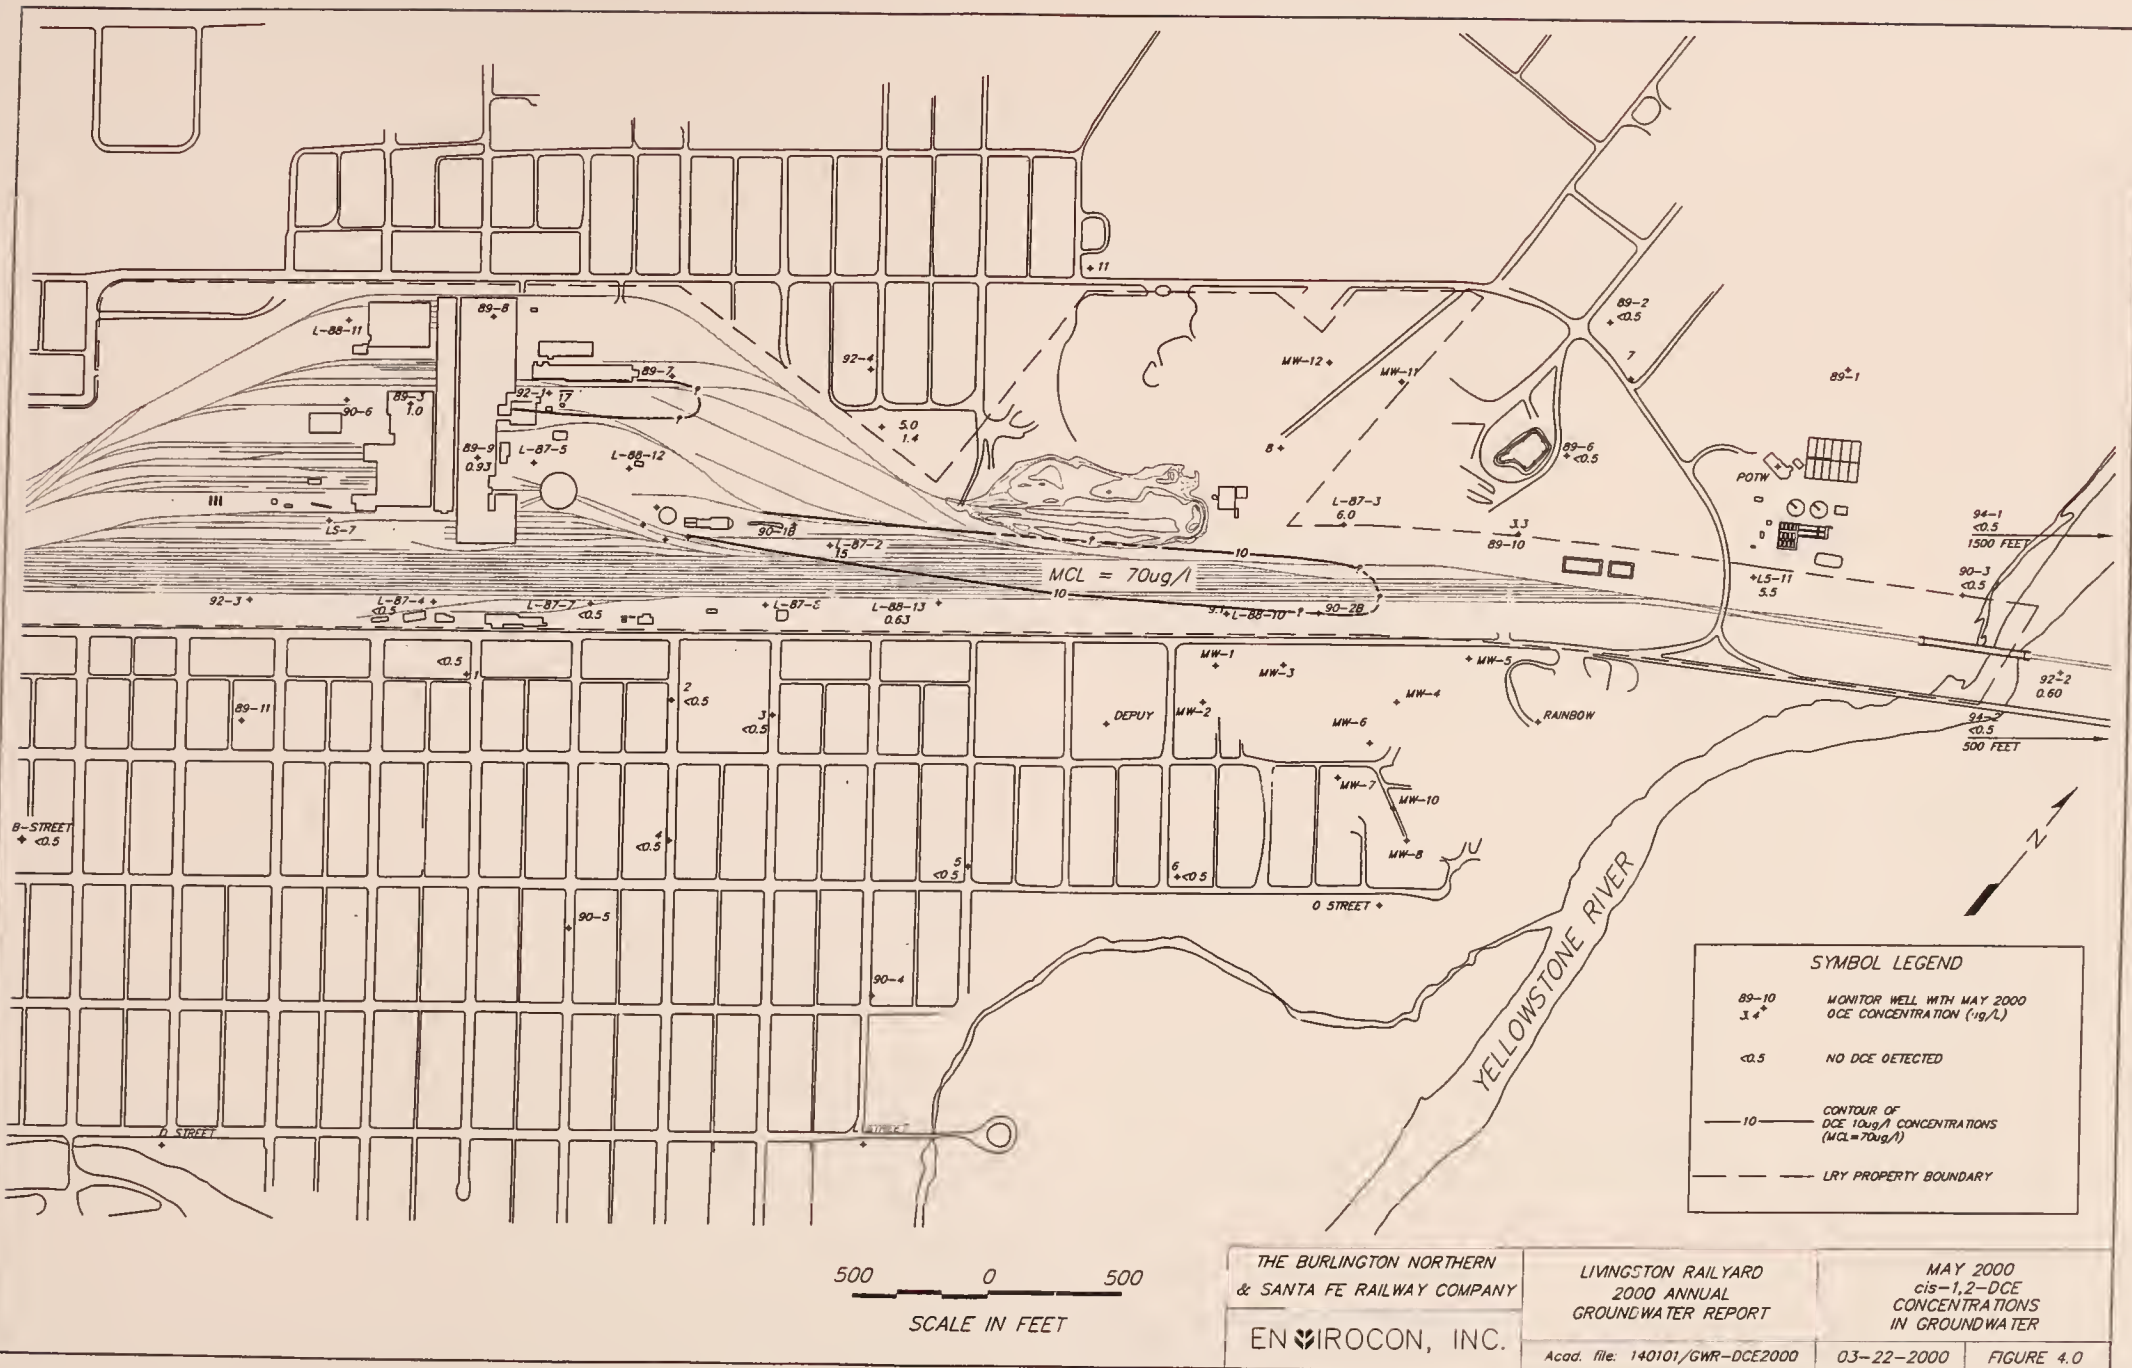 + 11
89-2
<0.5
7
89-1
89-8
L-88-11
92-4
MW-12
MW-11
89-7
92-1
17
89-3
1.0
90-6
5.0
1.4
8
89-9
0.93
L-87-5
L-88-12
89-6
<0.5
POTW
L-87-3
6.0
3.3
89-10
94-1
<0.5
1500 FEET
LS-7
90-18
L-87-2
15
10
MCL = 70ug/l
10
LS-11
5.5
90-3
<0.5
92-3
L-87-4
<0.5
L-87-7
<0.5
L-88-13
0.63
L-88-10
90-28
<0.5
1
MW-1
MW-3
MW-5
92-2
0.60
2
<0.5
89-11
3
<0.5
DEPUY
MW-2
MW-4
MW-6
RAINBOW
94-2
<0.5
500 FEET
MW-7
MW-10
B-STREET
<0.5
4
<0.5
MW-8
5
<0.5
6
<0.5
O STREET
90-5
90-4
YELLOWSTONE RIVER
N
D STREET
STREET
SYMBOL LEGEND
89-10
3.4
MONITOR WELL WITH MAY 2000
DCE CONCENTRATION (ug/L)
<0.5 NO DCE DETECTED
10
CONTOUR OF
DCE 10ug/l CONCENTRATIONS
(MCL=70ug/l)
LRY PROPERTY BOUNDARY
500 0 500
SCALE IN FEET
THE BURLINGTON NORTHERN
& SANTA FE RAILWAY COMPANY
ENVIROCON, INC.
LIVINGSTON RAILYARD
2000 ANNUAL
GROUNDWATER REPORT
Acad. file: 140101/GWR-DCE2000
MAY 2000
cis-1,2-DCE
CONCENTRATIONS
IN GROUNDWATER
03-22-2000
FIGURE 4.0